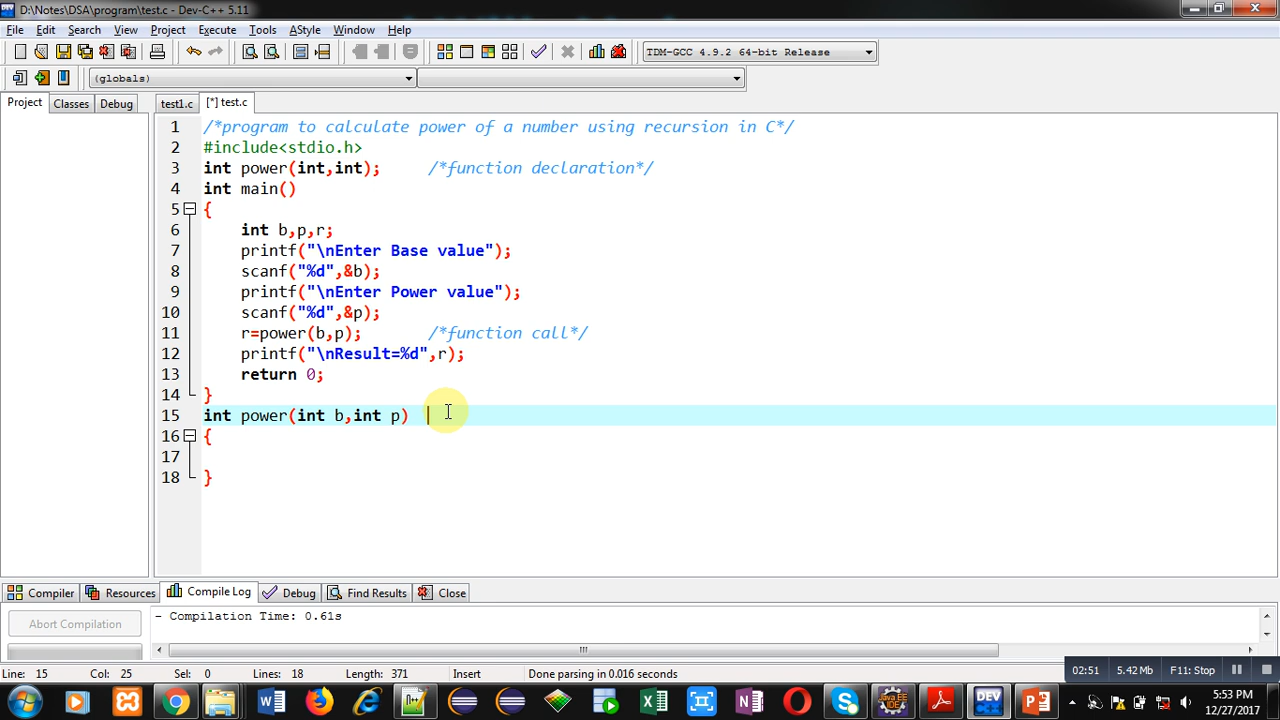 D:\Notes\DSA\program\test.c - Dev-C++ 5.11
File Edit Search View Project Execute Tools AStyle Window Help
TDM-GCC 4.9.2 64-bit Release
(globals)
Project Classes Debug test1.c [*] test.c
1 /*program to calculate power of a number using recursion in C*/
2 #include<stdio.h>
3 int power(int,int); /*function declaration*/
4 int main()
5 {
6 int b,p,r;
7 printf("\nEnter Base value");
8 scanf("%d",&b);
9 printf("\nEnter Power value");
10 scanf("%d",&p);
11 r=power(b,p); /*function call*/
12 printf("\nResult=%d",r);
13 return 0;
14 }
15 int power(int b,int p)
16 {
17
18 }
Compiler Resources Compile Log Debug Find Results Close
Abort Compilation
- Compilation Time: 0.61s
Line: 15 Col: 25 Sel: 0 Lines: 18 Length: 371 Insert Done parsing in 0.016 seconds
02:51 5.42 Mb F11: Stop
5:53 PM
12/27/2017